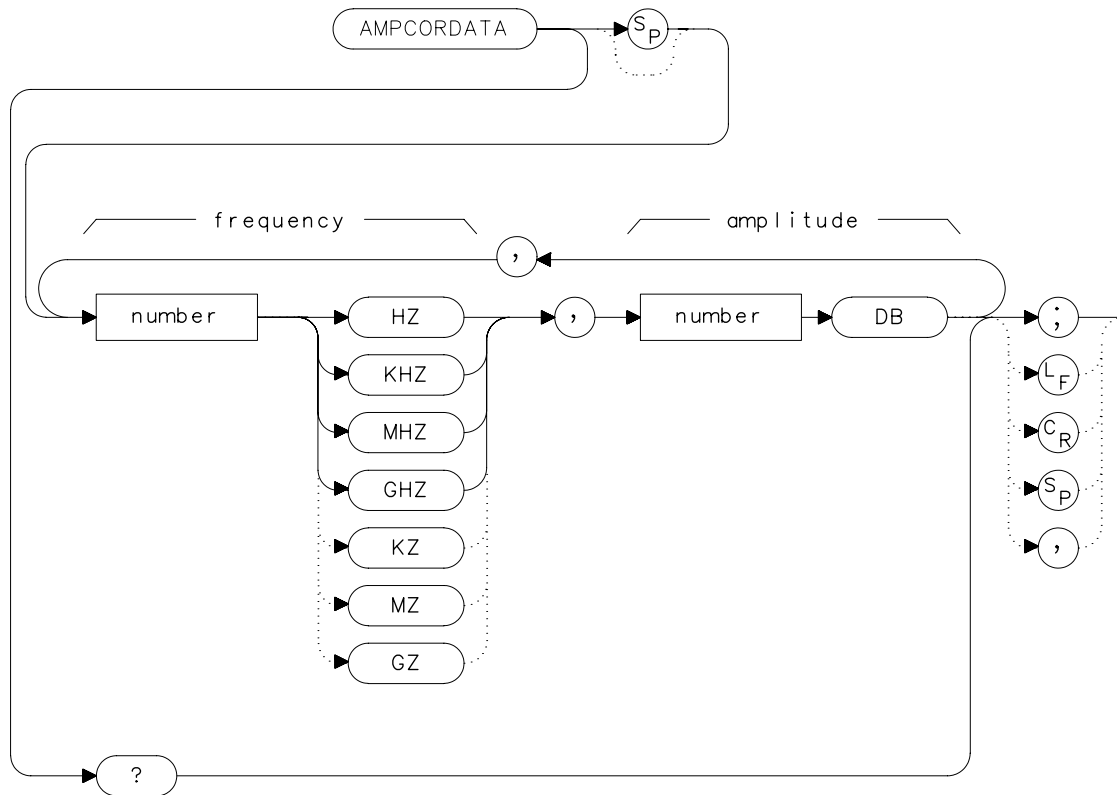 AMPCORDATA SP
frequency amplitude
,
number HZ , number DB ;
KHZ LF
MHZ CR
GHZ SP
KZ ,
MZ
GZ
?